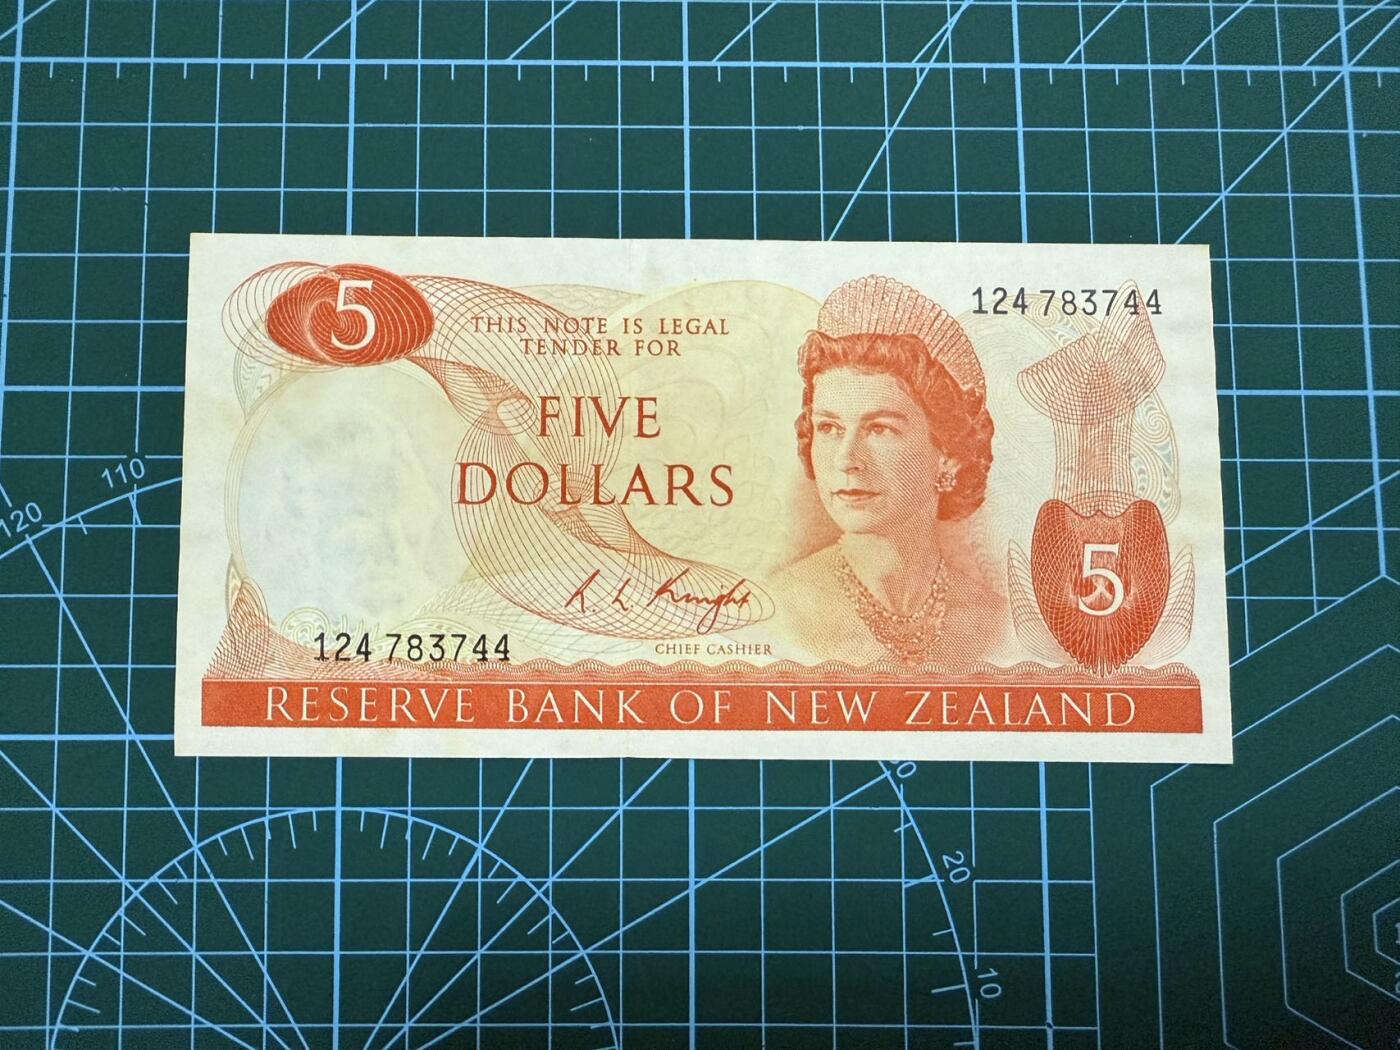 5
THIS NOTE IS LEGAL
TENDER FOR
FIVE
DOLLARS
124 783744
5
R. L. Knight
124 783744
CHIEF CASHIER
RESERVE BANK OF NEW ZEALAND
110
120
20
10